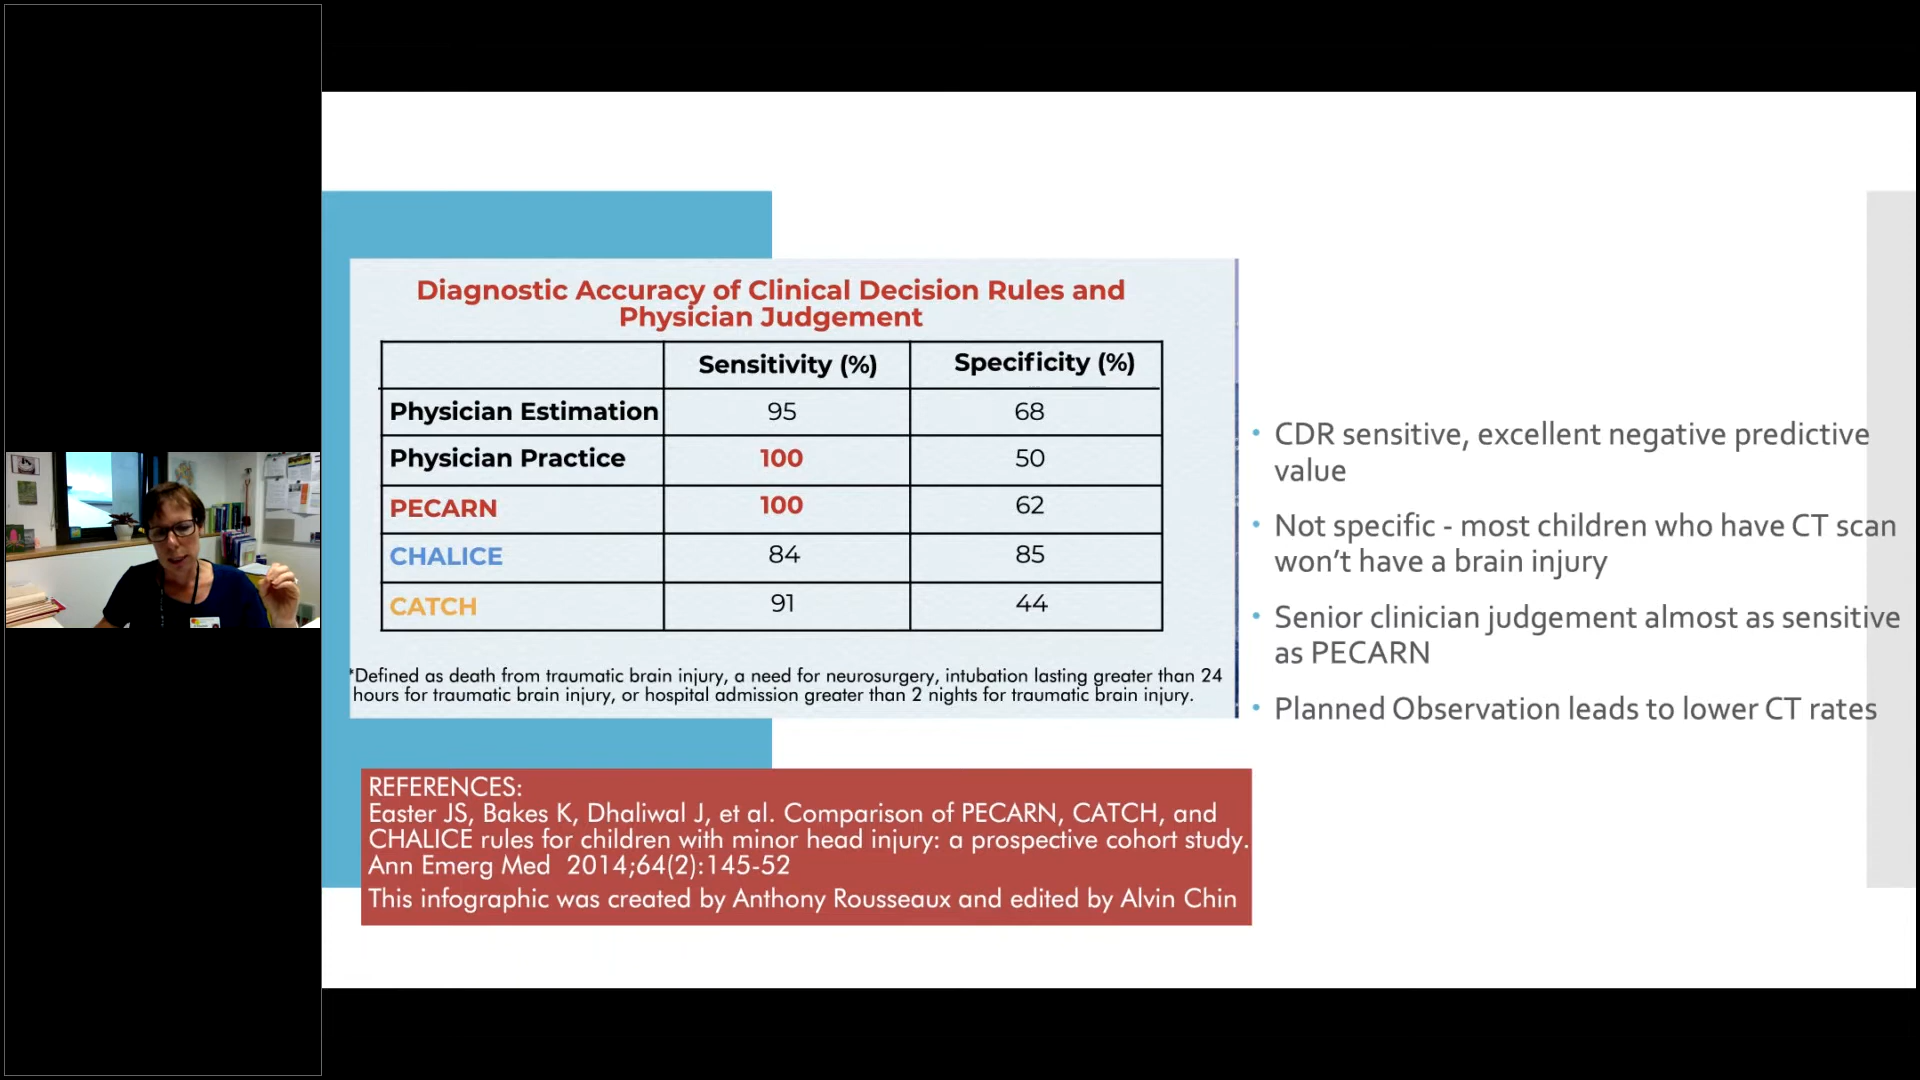 Diagnostic Accuracy of Clinical Decision Rules and
Physician Judgement
Sensitivity (%) Specificity (%)
Physician Estimation 95 68
Physician Practice 100 50
PECARN 100 62
CHALICE 84 85
CATCH 91 44
*Defined as death from traumatic brain injury, a need for neurosurgery, intubation lasting greater than 24
hours for traumatic brain injury, or hospital admission greater than 2 nights for traumatic brain injury.
REFERENCES:
Easter JS, Bakes K, Dhaliwal J, et al. Comparison of PECARN, CATCH, and
CHALICE rules for children with minor head injury: a prospective cohort study.
Ann Emerg Med 2014;64(2):145-52
This infographic was created by Anthony Rousseaux and edited by Alvin Chin
• CDR sensitive, excellent negative predictive
value
• Not specific - most children who have CT scan
won’t have a brain injury
• Senior clinician judgement almost as sensitive
as PECARN
• Planned Observation leads to lower CT rates